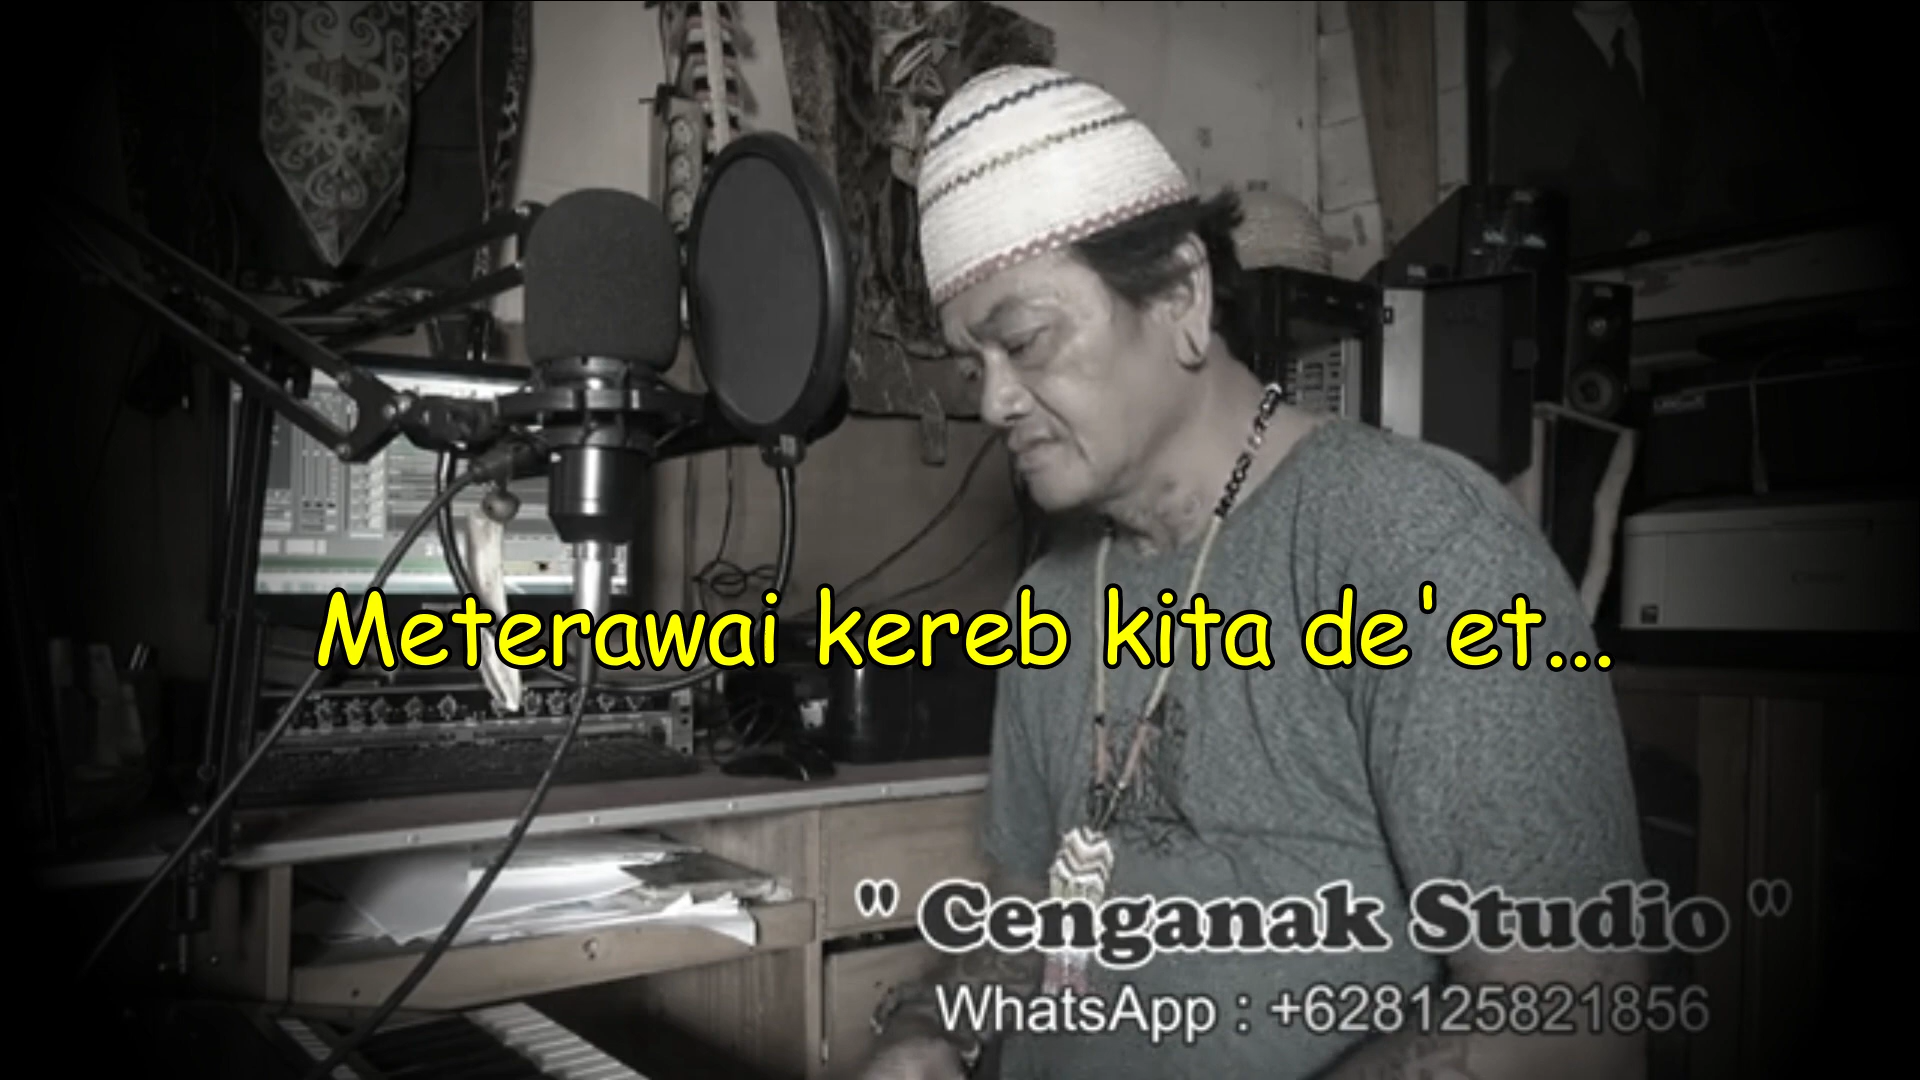 Meterawai kereb kita de'et...
" Cenganak Studio "
WhatsApp : +628125821856